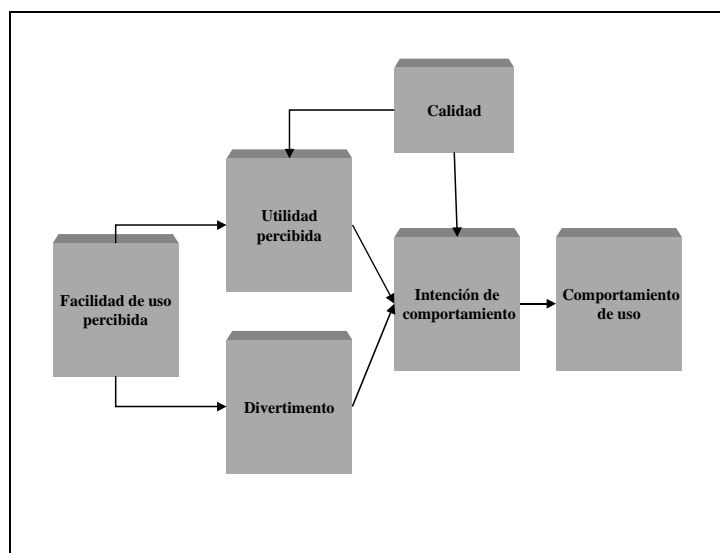 Calidad
Utilidad
percibida
Facilidad de uso
percibida
Intención de
comportamiento
Comportamiento
de uso
Divertimento